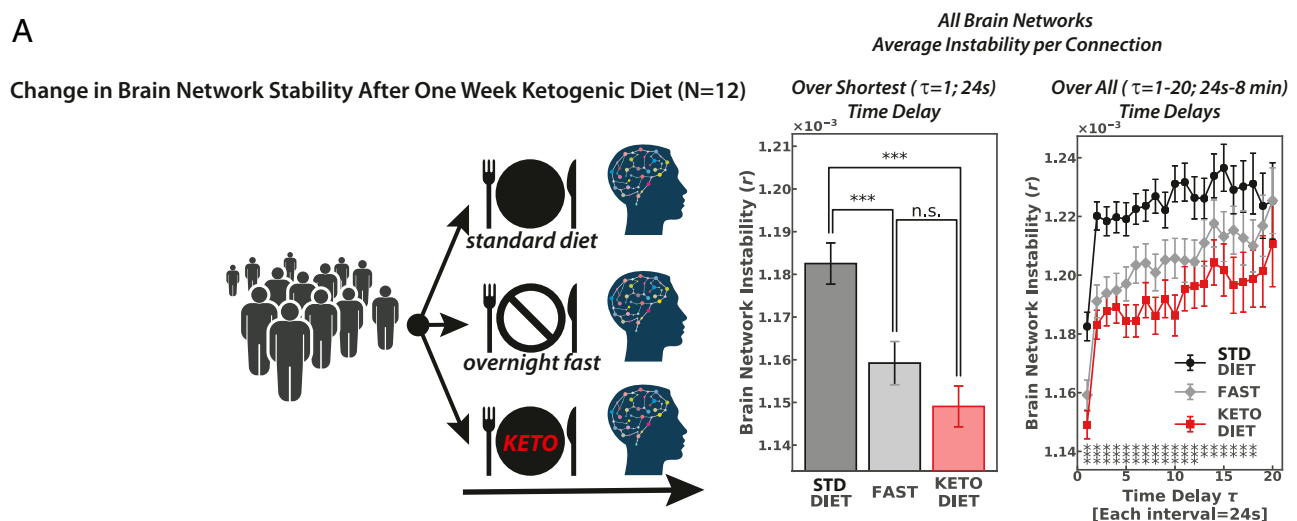 A
Change in Brain Network Stability After One Week Ketogenic Diet (N=12)
standard diet
overnight fast
KETO
All Brain Networks
Average Instability per Connection
Over Shortest (τ=1; 24s)
Time Delay
×10⁻³
Brain Network Instability (r)
1.21
1.20
1.19
1.18
1.17
1.16
1.15
1.14
***
***
n.s.
STD
DIET
FAST
KETO
DIET
Over All (τ=1-20; 24s-8 min)
Time Delays
×10⁻³
Brain Network Instability (r)
1.24
1.22
1.20
1.18
1.16
1.14
STD
DIET
FAST
KETO
DIET
0 5 10 15 20
Time Delay τ
[Each interval=24s]